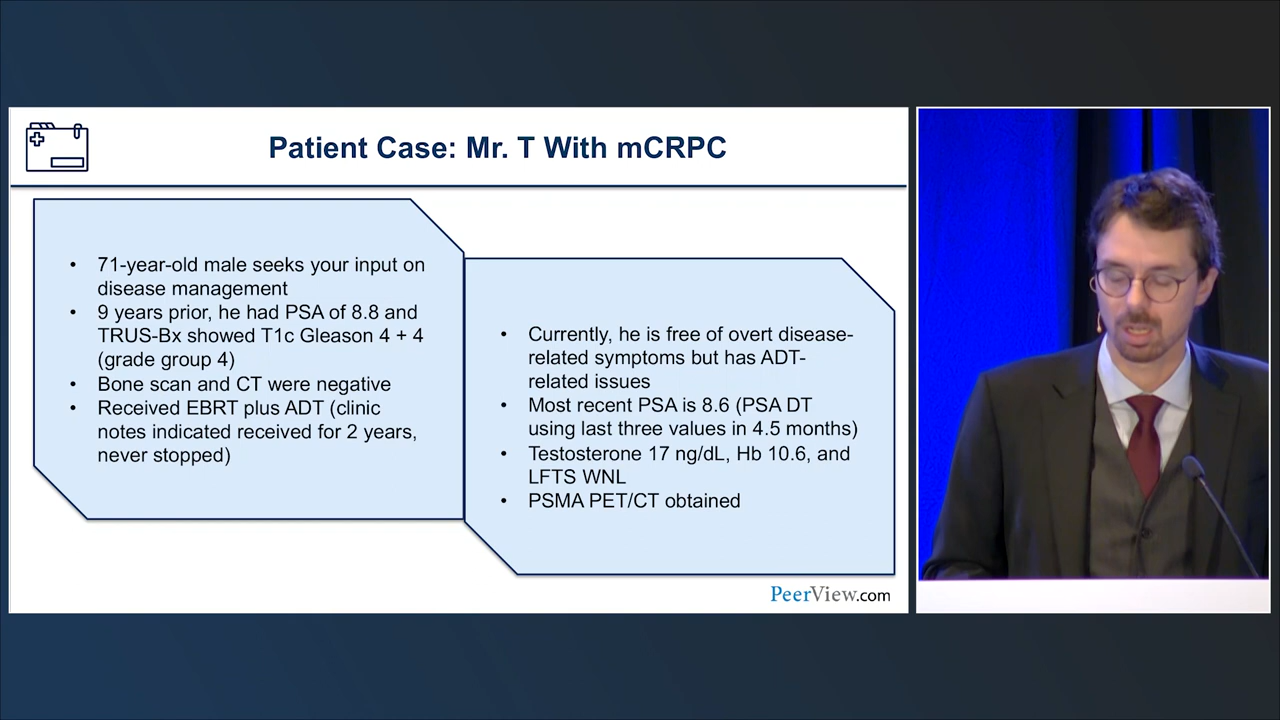 Patient Case: Mr. T With mCRPC
• 71-year-old male seeks your input on
disease management
• 9 years prior, he had PSA of 8.8 and
TRUS-Bx showed T1c Gleason 4 + 4
(grade group 4)
• Bone scan and CT were negative
• Received EBRT plus ADT (clinic
notes indicated received for 2 years,
never stopped)
• Currently, he is free of overt disease-
related symptoms but has ADT-
related issues
• Most recent PSA is 8.6 (PSA DT
using last three values in 4.5 months)
• Testosterone 17 ng/dL, Hb 10.6, and
LFTS WNL
• PSMA PET/CT obtained
PeerView.com